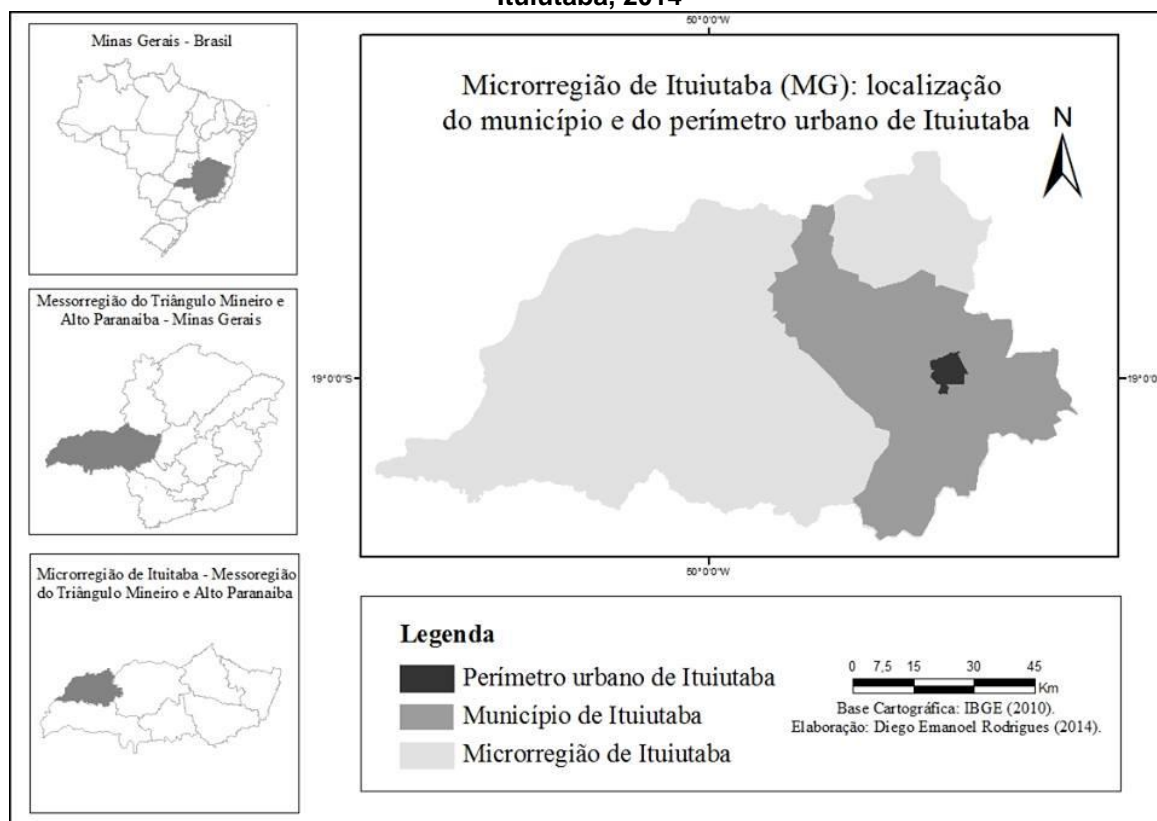 Ituiutaba, 2014
Minas Gerais - Brasil
Messorregião do Triângulo Mineiro e
Alto Paranaiba - Minas Gerais
Microrregião de Ituitaba - Messoregião
do Triângulo Mineiro e Alto Paranaiba
50°0'0"W
Microrregião de Ituiutaba (MG): localização
do município e do perímetro urbano de Ituiutaba
N
19°0'0"S
19°0'0"
50°0'0"W
Legenda
Perímetro urbano de Ituiutaba
Município de Ituiutaba
Microrregião de Ituiutaba
0 7,5 15 30 45
Km
Base Cartográfica: IBGE (2010).
Elaboração: Diego Emanoel Rodrigues (2014).